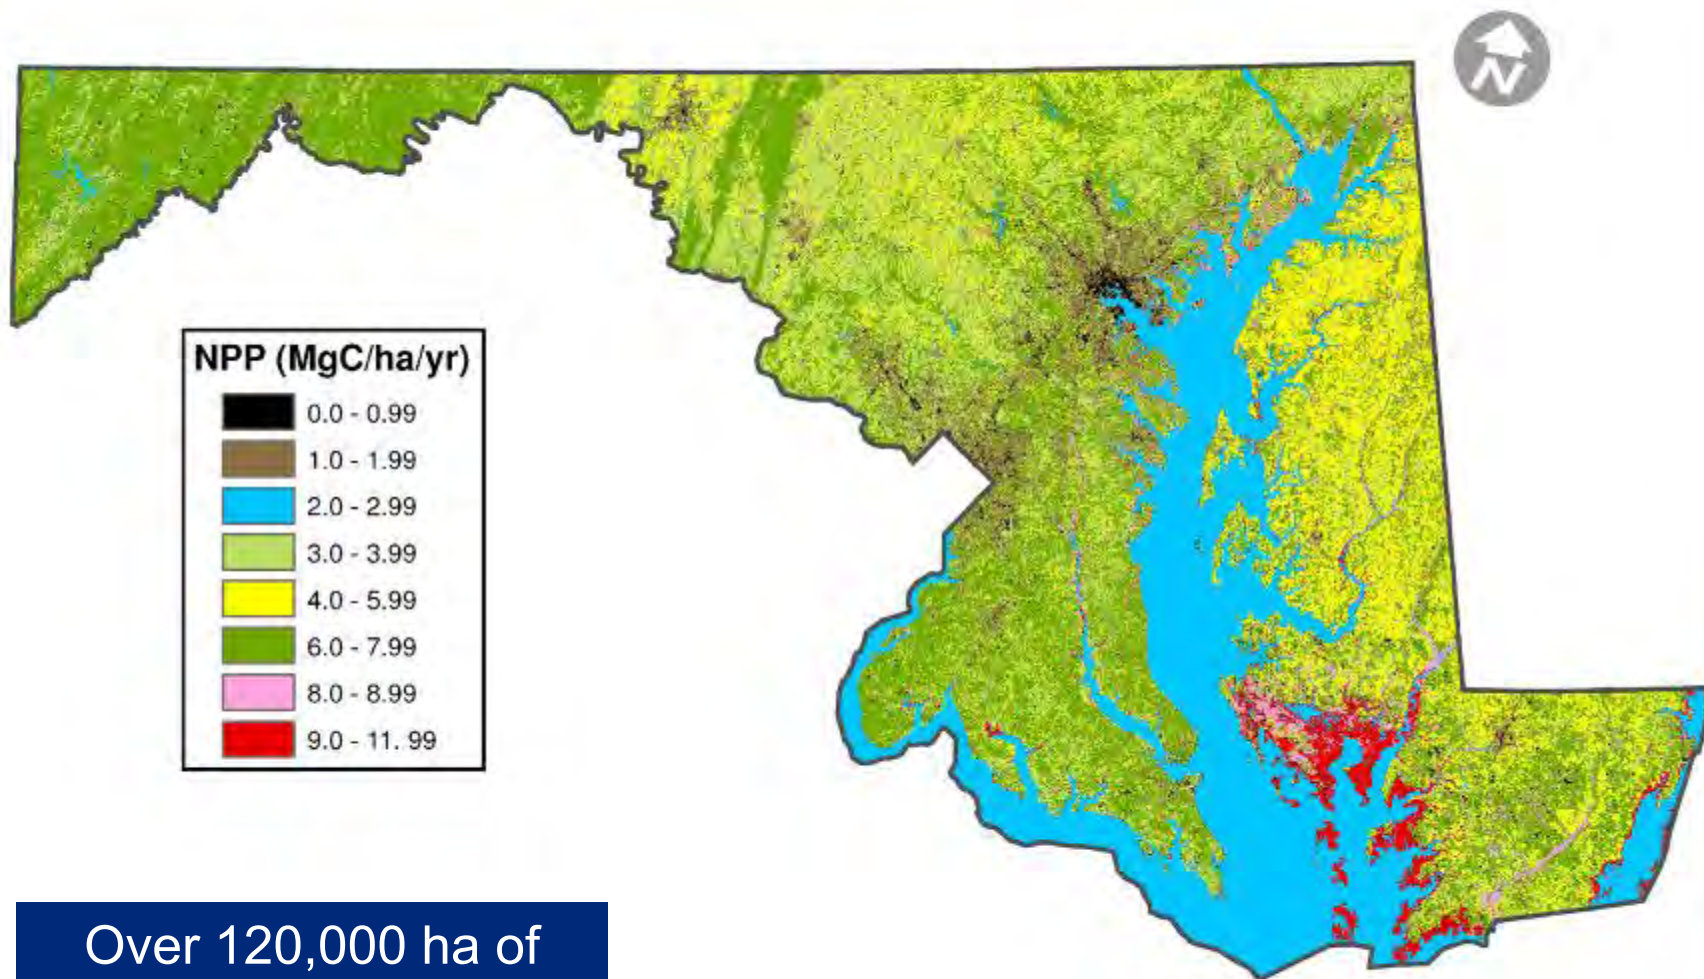 N
NPP (MgC/ha/yr)
0.0 - 0.99
1.0 - 1.99
2.0 - 2.99
3.0 - 3.99
4.0 - 5.99
6.0 - 7.99
8.0 - 8.99
9.0 - 11. 99
Over 120,000 ha of